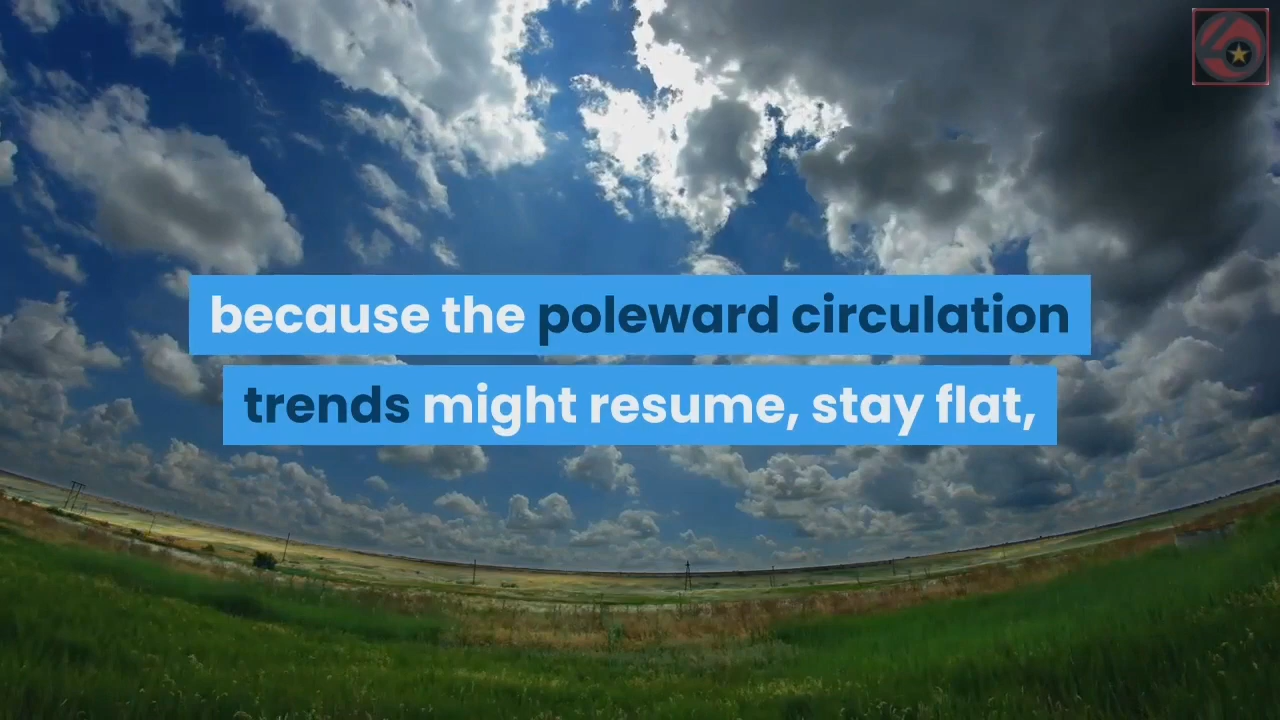 because the poleward circulation
trends might resume, stay flat,